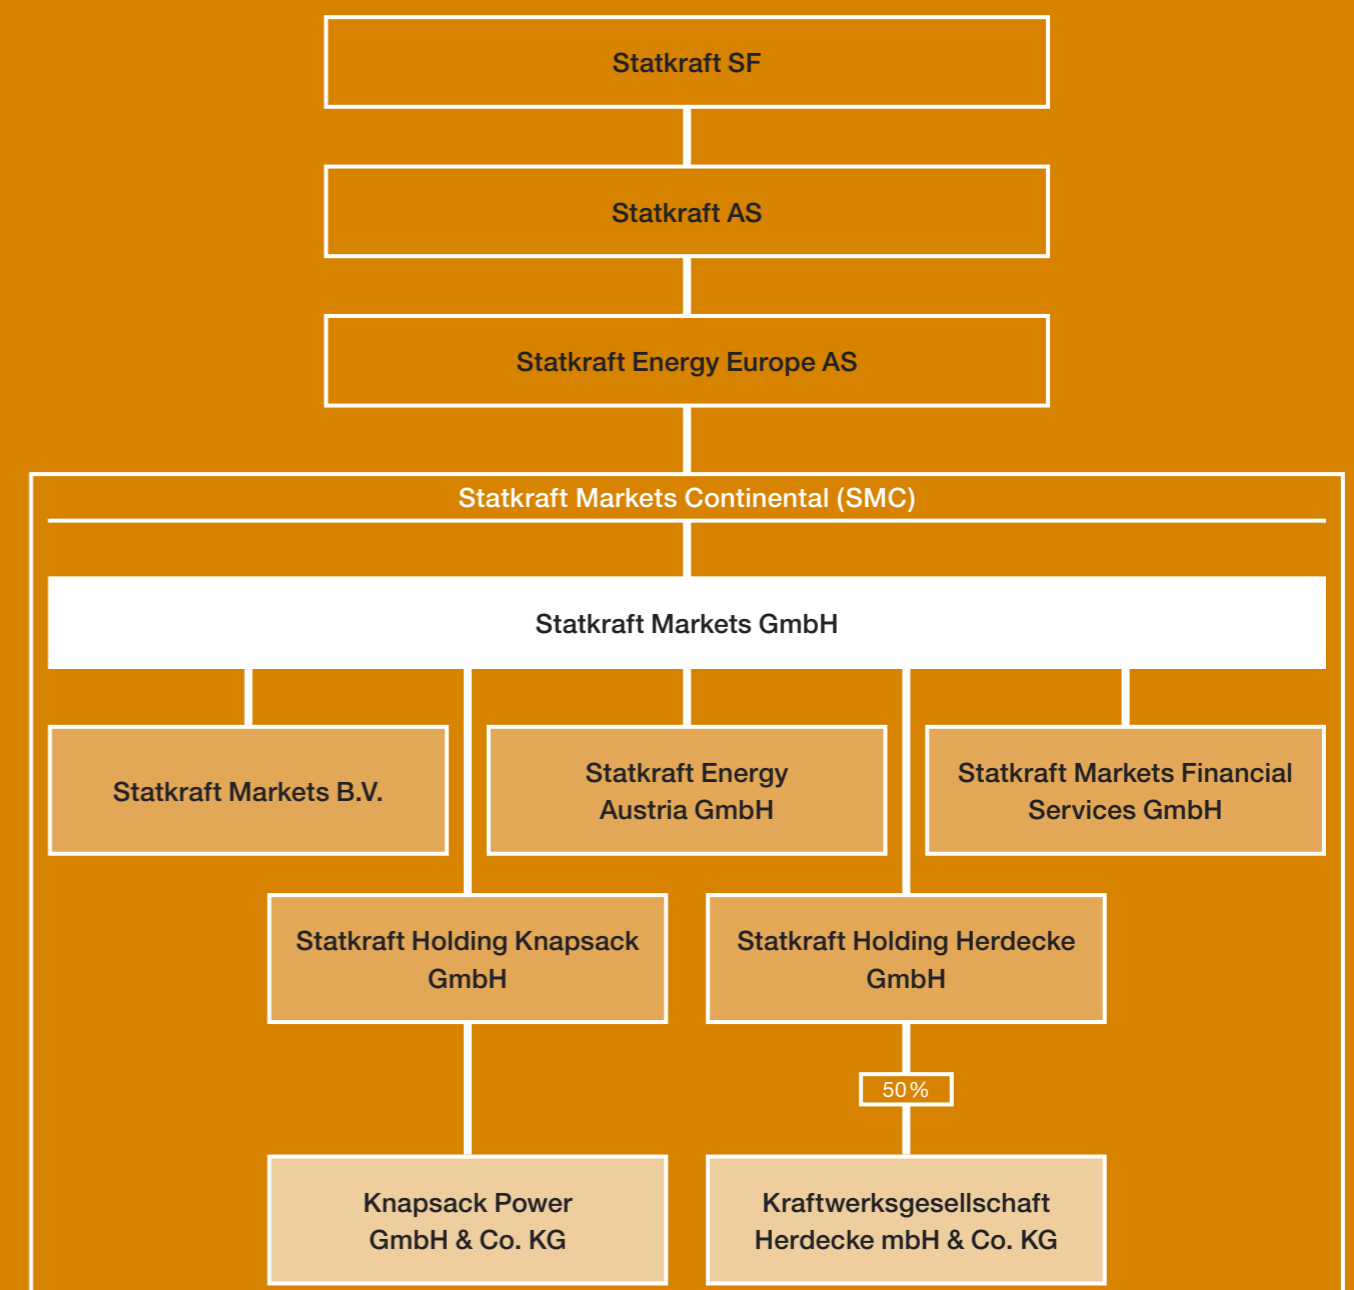 Statkraft SF
Statkraft AS
Statkraft Energy Europe AS
Statkraft Markets Continental (SMC)
Statkraft Markets GmbH
Statkraft Markets B.V.
Statkraft Energy
Austria GmbH
Statkraft Markets Financial
Services GmbH
Statkraft Holding Knapsack
GmbH
Statkraft Holding Herdecke
GmbH
50 %
Knapsack Power
GmbH & Co. KG
Kraftwerksgesellschaft
Herdecke mbH & Co. KG